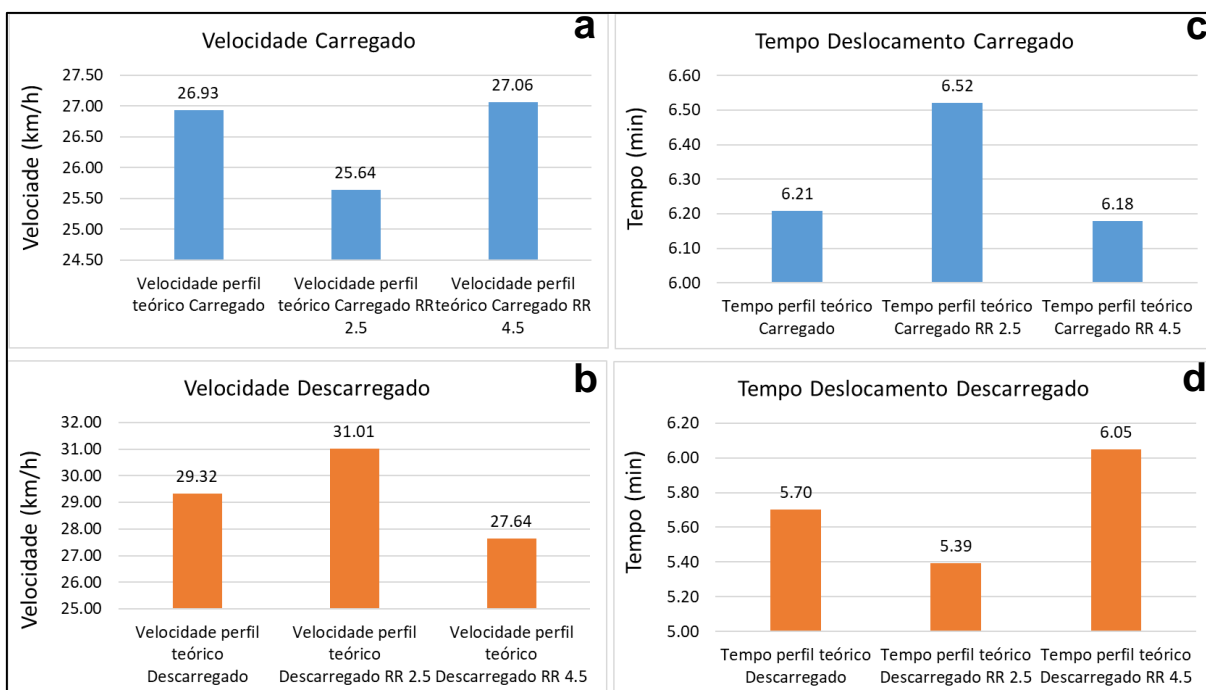 a
Velocidade Carregado
Velociade (km/h)
27.50
27.00
26.50
26.00
25.50
25.00
24.50
26.93
25.64
27.06
Velocidade perfil
teórico Carregado
Velocidade perfil
teórico Carregado RR
2.5
Velocidade perfil
teórico Carregado RR
4.5
c
Tempo Deslocamento Carregado
Tempo (min)
6.60
6.50
6.40
6.30
6.20
6.10
6.00
6.21
6.52
6.18
Tempo perfil teórico
Carregado
Tempo perfil teórico
Carregado RR 2.5
Tempo perfil teórico
Carregado RR 4.5
b
Velocidade Descarregado
Velocidade (km/h)
32.00
31.00
30.00
29.00
28.00
27.00
26.00
25.00
29.32
31.01
27.64
Velocidade perfil
teórico
Descarregado
Velocidade perfil
teórico
Descarregado RR 2.5
Velocidade perfil
teórico
Descarregado RR 4.5
d
Tempo Deslocamento Descarregado
Tempo (min)
6.20
6.00
5.80
5.60
5.40
5.20
5.00
5.70
5.39
6.05
Tempo perfil teórico
Descarregado
Tempo perfil teórico
Descarregado RR 2.5
Tempo perfil teórico
Descarregado RR 4.5